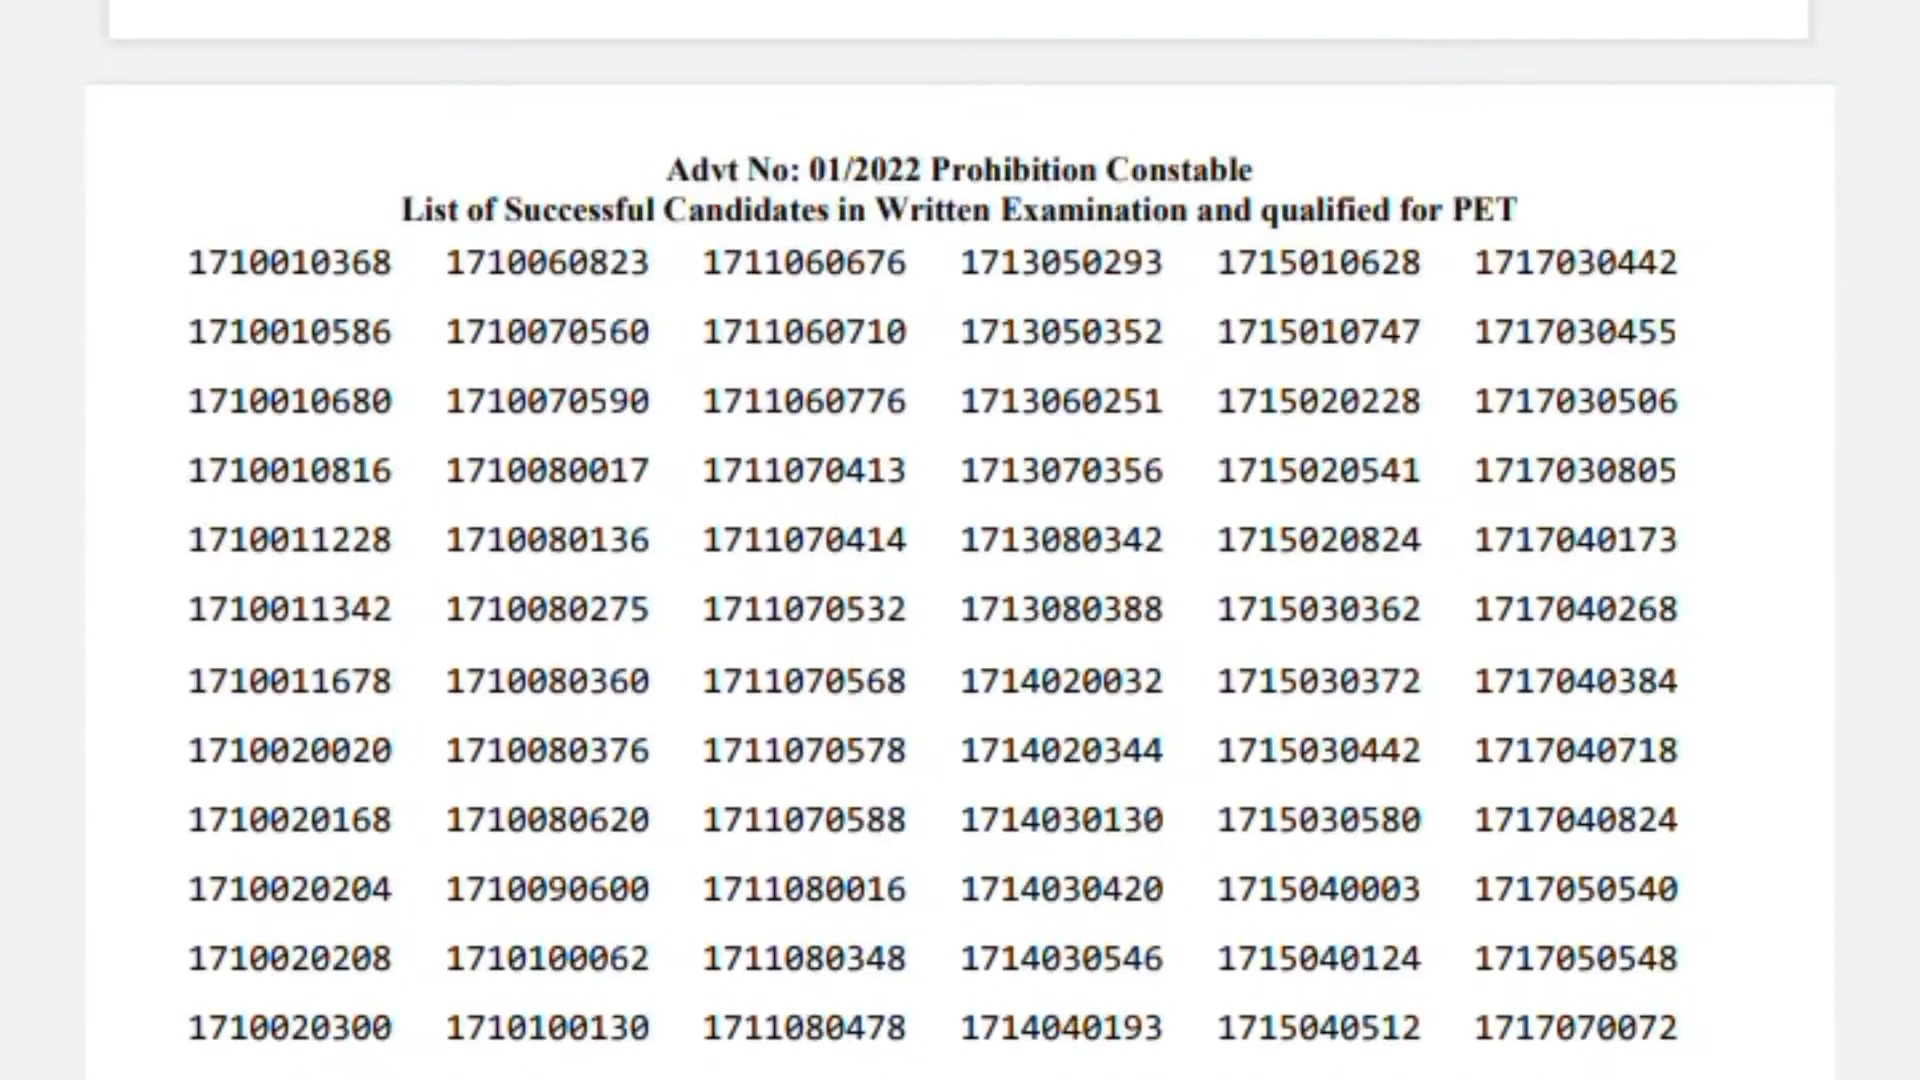 Advt No: 01/2022 Prohibition Constable
List of Successful Candidates in Written Examination and qualified for PET
1710010368 1710060823 1711060676 1713050293 1715010628 1717030442
1710010586 1710070560 1711060710 1713050352 1715010747 1717030455
1710010680 1710070590 1711060776 1713060251 1715020228 1717030506
1710010816 1710080017 1711070413 1713070356 1715020541 1717030805
1710011228 1710080136 1711070414 1713080342 1715020824 1717040173
1710011342 1710080275 1711070532 1713080388 1715030362 1717040268
1710011678 1710080360 1711070568 1714020032 1715030372 1717040384
1710020020 1710080376 1711070578 1714020344 1715030442 1717040718
1710020168 1710080620 1711070588 1714030130 1715030580 1717040824
1710020204 1710090600 1711080016 1714030420 1715040003 1717050540
1710020208 1710100062 1711080348 1714030546 1715040124 1717050548
1710020300 1710100130 1711080478 1714040193 1715040512 1717070072